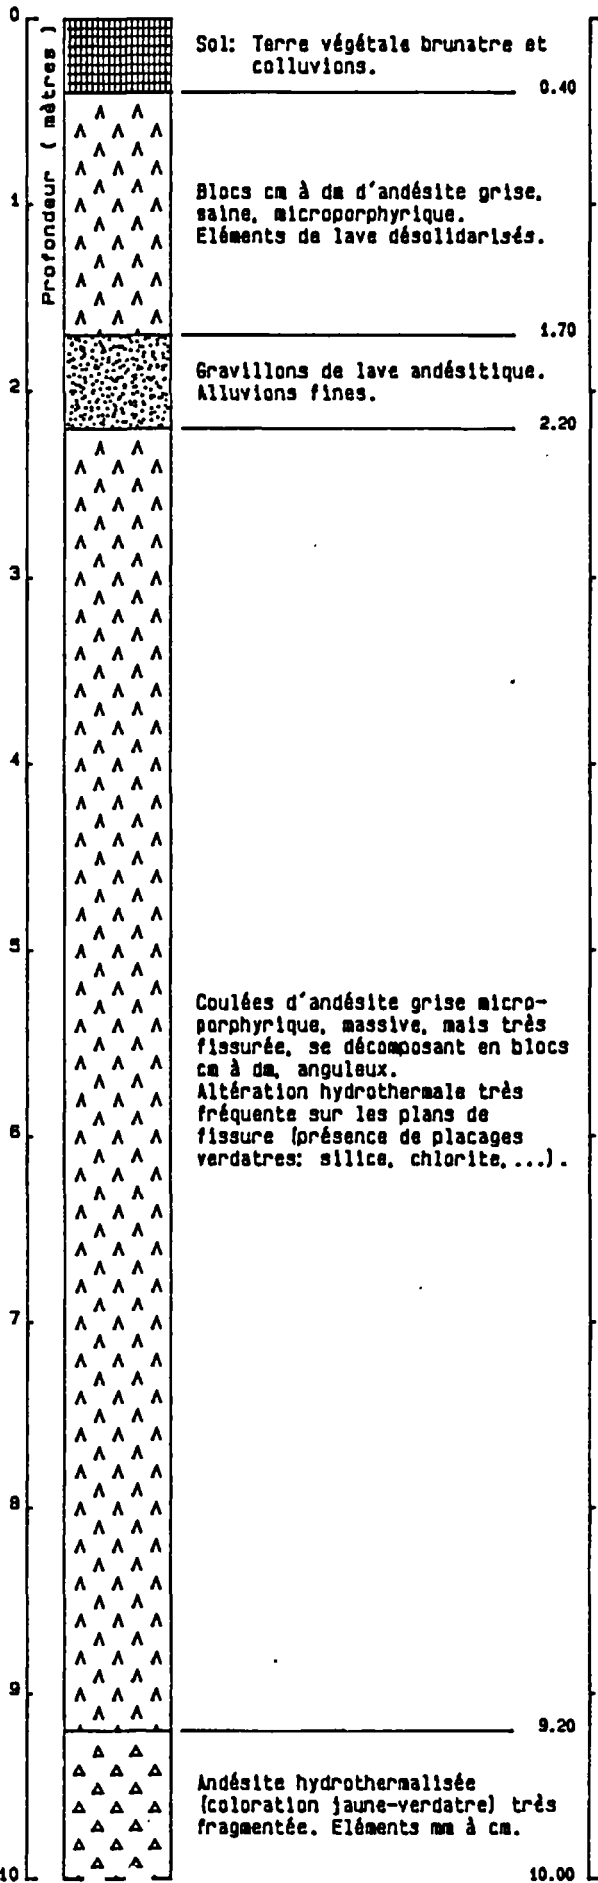 0
Profondeur ( mètres )
Sol: Terre végétale brunatre et
colluvions.
0.40
1
Blocs cm à dm d'andésite grise,
saine, microporphyrique.
Eléments de lave désolidarisés.
1.70
2
Gravillons de lave andésitique.
Alluvions fines.
2.20
3
4
5
Coulées d'andésite grise micro-
porphyrique, massive, mais très
fissurée, se décomposant en blocs
cm à dm, anguleux.
Altération hydrothermale très
fréquente sur les plans de
fissure (présence de placages
verdatres: silice, chlorite,...).
6
7
8
9
9.20
Andésite hydrothermalisée
(coloration jaune-verdatre) très
fragmentée. Eléments mm à cm.
10
10.00